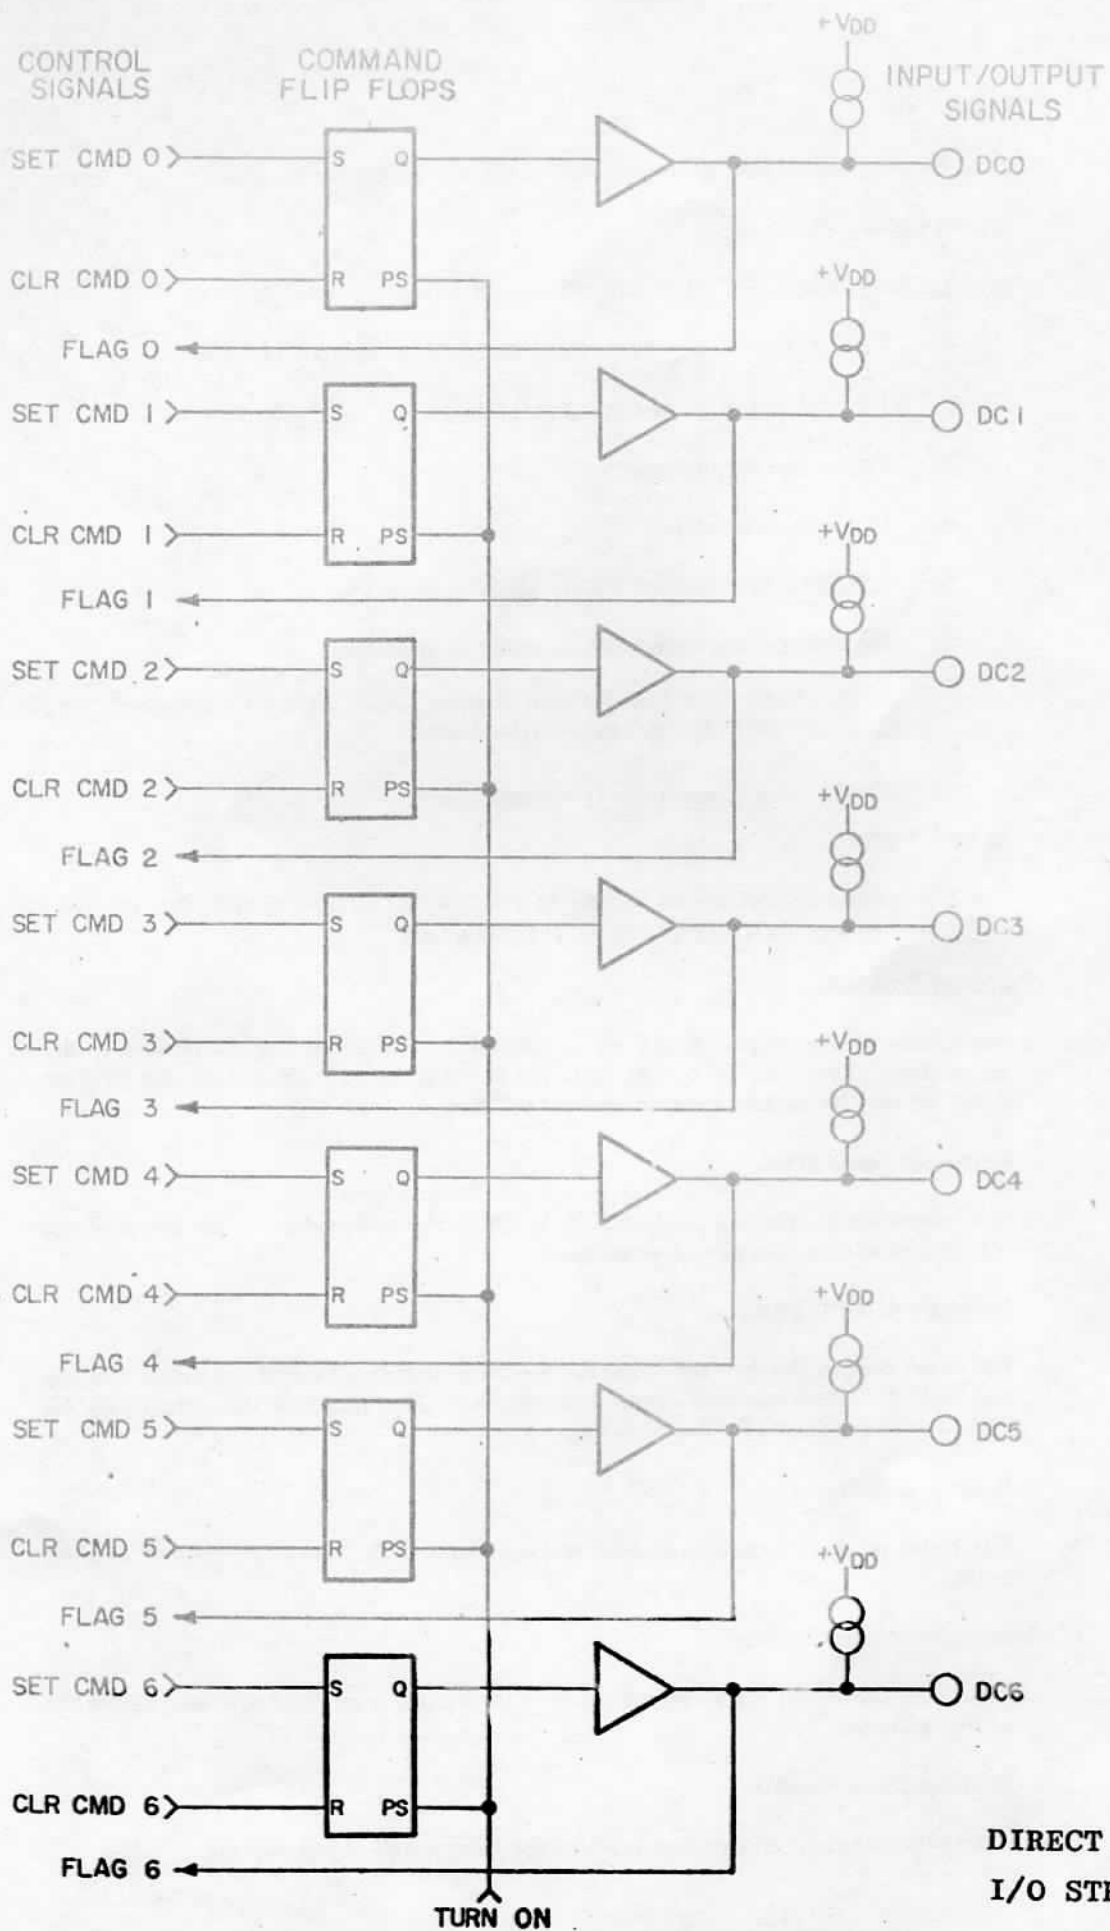 CONTROL SIGNALS
COMMAND FLIP FLOPS
INPUT/OUTPUT SIGNALS
+VDD
SET CMD 0
S Q
DC0
CLR CMD 0
R PS
FLAG 0
+VDD
SET CMD 1
S Q
DC1
CLR CMD 1
R PS
FLAG 1
+VDD
SET CMD 2
S Q
DC2
CLR CMD 2
R PS
FLAG 2
+VDD
SET CMD 3
S Q
DC3
CLR CMD 3
R PS
FLAG 3
+VDD
SET CMD 4
S Q
DC4
CLR CMD 4
R PS
FLAG 4
+VDD
SET CMD 5
S Q
DC5
CLR CMD 5
R PS
FLAG 5
+VDD
SET CMD 6
S Q
DC6
CLR CMD 6
R PS
FLAG 6
TURN ON
DIRECT
I/O